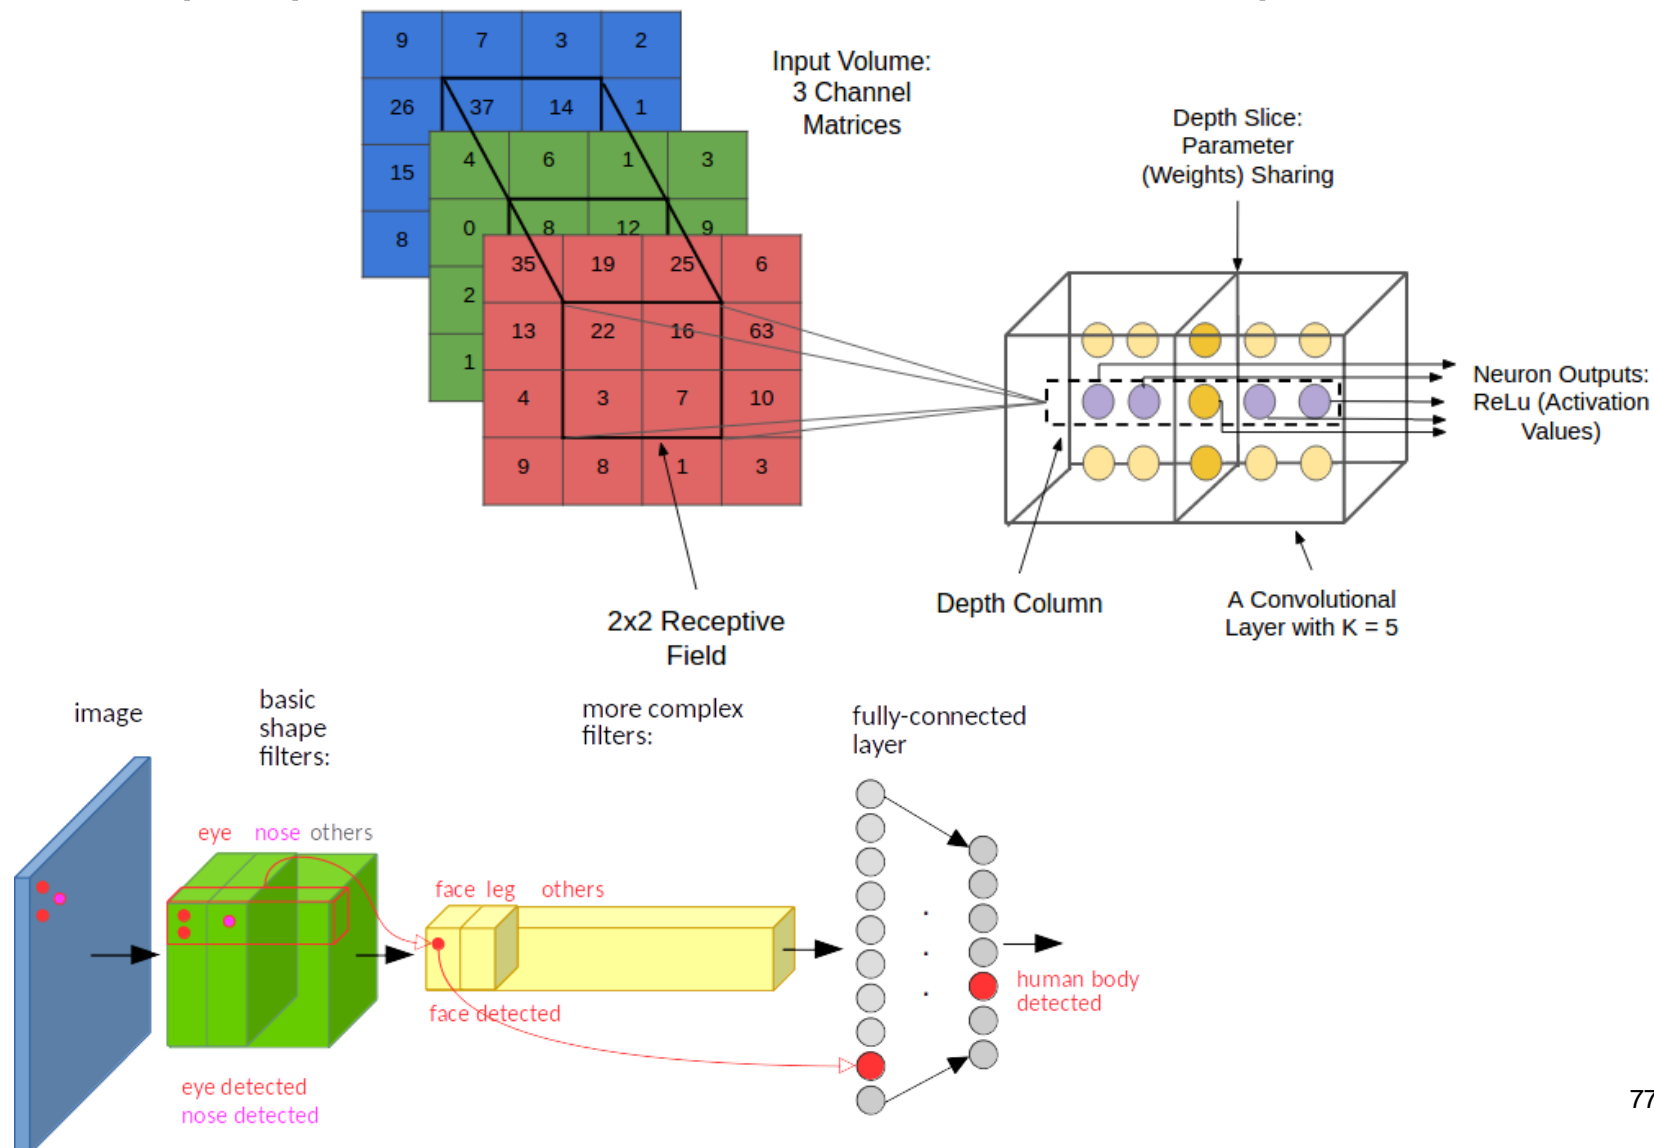 9 7 3 2
26 37 14 1
15
8
4 6 1 3
0 8 12 9
2
1
35 19 25 6
13 22 16 63
4 3 7 10
9 8 1 3
Input Volume:
3 Channel
Matrices
Depth Slice:
Parameter
(Weights) Sharing
Neuron Outputs:
ReLu (Activation
Values)
2x2 Receptive
Field
Depth Column
A Convolutional
Layer with K = 5
image
basic
shape
filters:
more complex
filters:
fully-connected
layer
eye nose others
face leg others
face detected
eye detected
nose detected
human body
detected
77